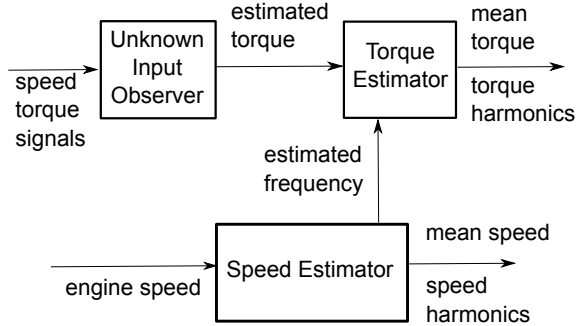 speed
torque
signals
Unknown
Input
Observer
estimated
torque
Torque
Estimator
mean
torque
torque
harmonics
estimated
frequency
engine speed
Speed Estimator
mean speed
speed
harmonics